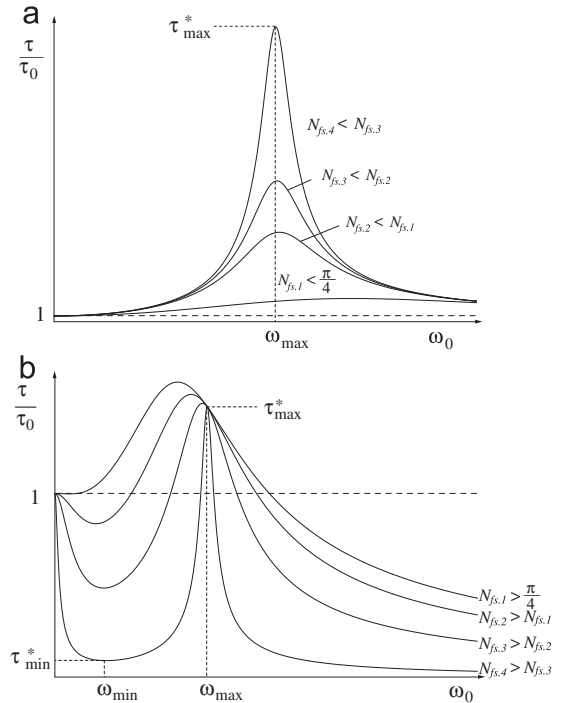 a
τ*max
τ
τ0
Nfs.4 < Nfs.3
Nfs.3 < Nfs.2
Nfs.2 < Nfs.1
Nfs.1 < π
4
1
ωmax
ω0
b
τ
τ0
τ*max
1
Nfs.1 > π
4
Nfs.2 > Nfs.1
Nfs.3 > Nfs.2
τ*min
Nfs.4 > Nfs.3
ωmin
ωmax
ω0